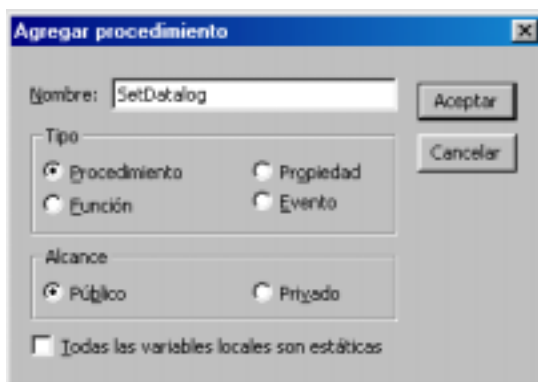 Agregar procedimiento
Nombre: SetDatalog
Aceptar
Tipo
Cancelar
Procedimiento Propiedad
Función Evento
Alcance
Público Privado
Todas las variables locales son estáticas